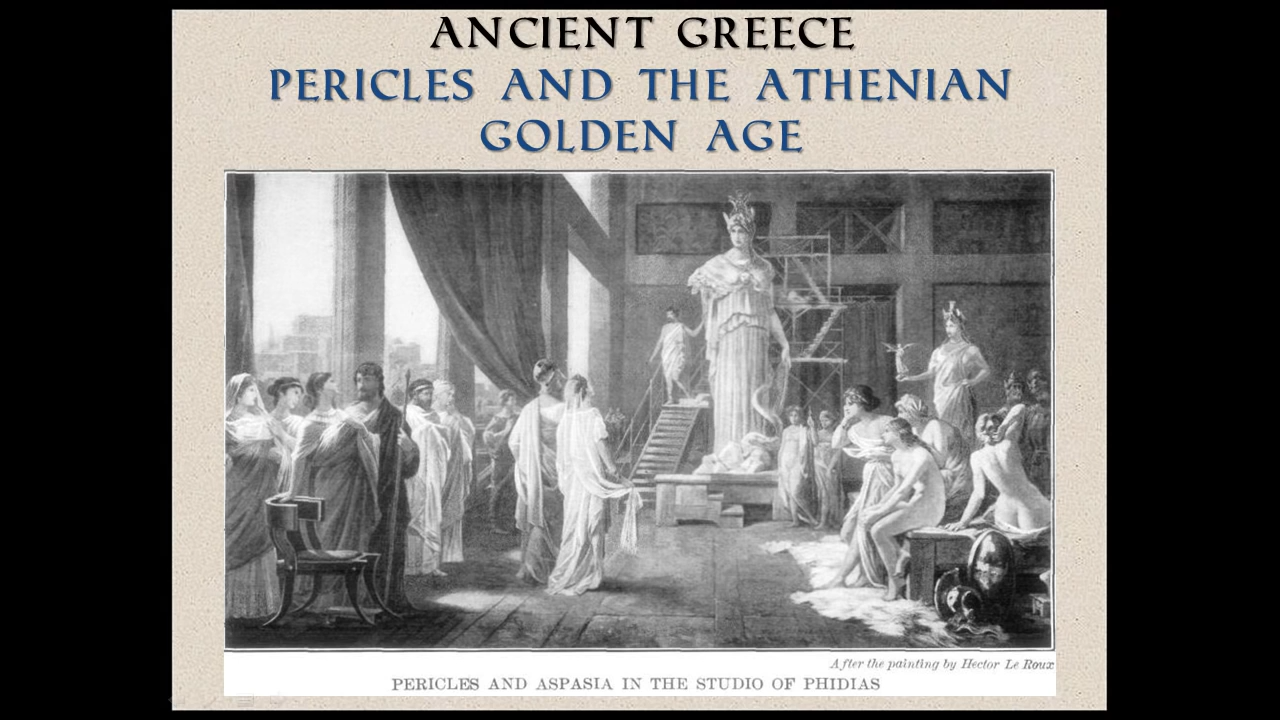 ANCIENT GREECE
PERICLES AND THE ATHENIAN
GOLDEN AGE
After the painting by Hector Le Roux
PERICLES AND ASPASIA IN THE STUDIO OF PHIDIAS